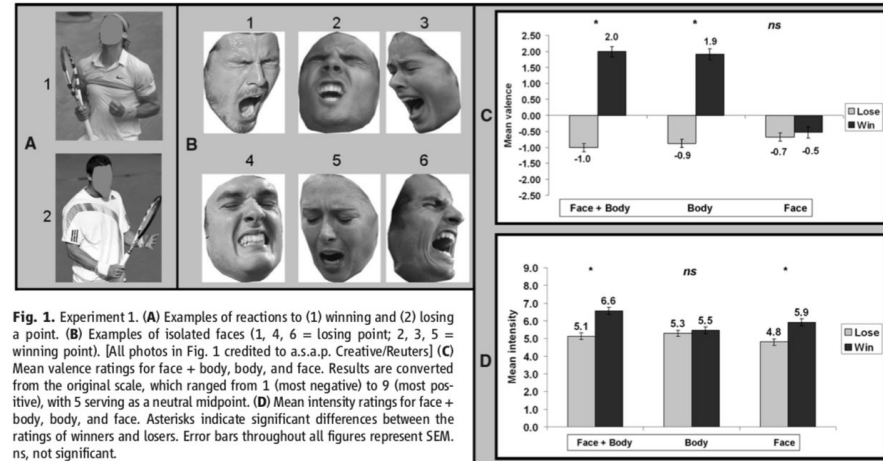 1
2
3
1
A
B
2
4
5
6
Fig. 1. Experiment 1. (A) Examples of reactions to (1) winning and (2) losing
a point. (B) Examples of isolated faces (1, 4, 6 = losing point; 2, 3, 5 =
winning point). [All photos in Fig. 1 credited to a.s.a.p. Creative/Reuters] (C)
Mean valence ratings for face + body, body, and face. Results are converted
from the original scale, which ranged from 1 (most negative) to 9 (most pos-
itive), with 5 serving as a neutral midpoint. (D) Mean intensity ratings for face +
body, body, and face. Asterisks indicate significant differences between the
ratings of winners and losers. Error bars throughout all figures represent SEM.
ns, not significant.
C
Mean valence
2.50
2.00
1.50
1.00
0.50
0.00
-0.50
-1.00
-1.50
-2.00
-2.50
* * ns
2.0
1.9
-1.0
-0.9
-0.7 -0.5
Lose
Win
Face + Body Body Face
D
Mean intensity
9.0
8.0
7.0
6.0
5.0
4.0
3.0
2.0
1.0
0.0
* ns *
5.1 6.6 5.3 5.5 4.8 5.9
Lose
Win
Face + Body Body Face